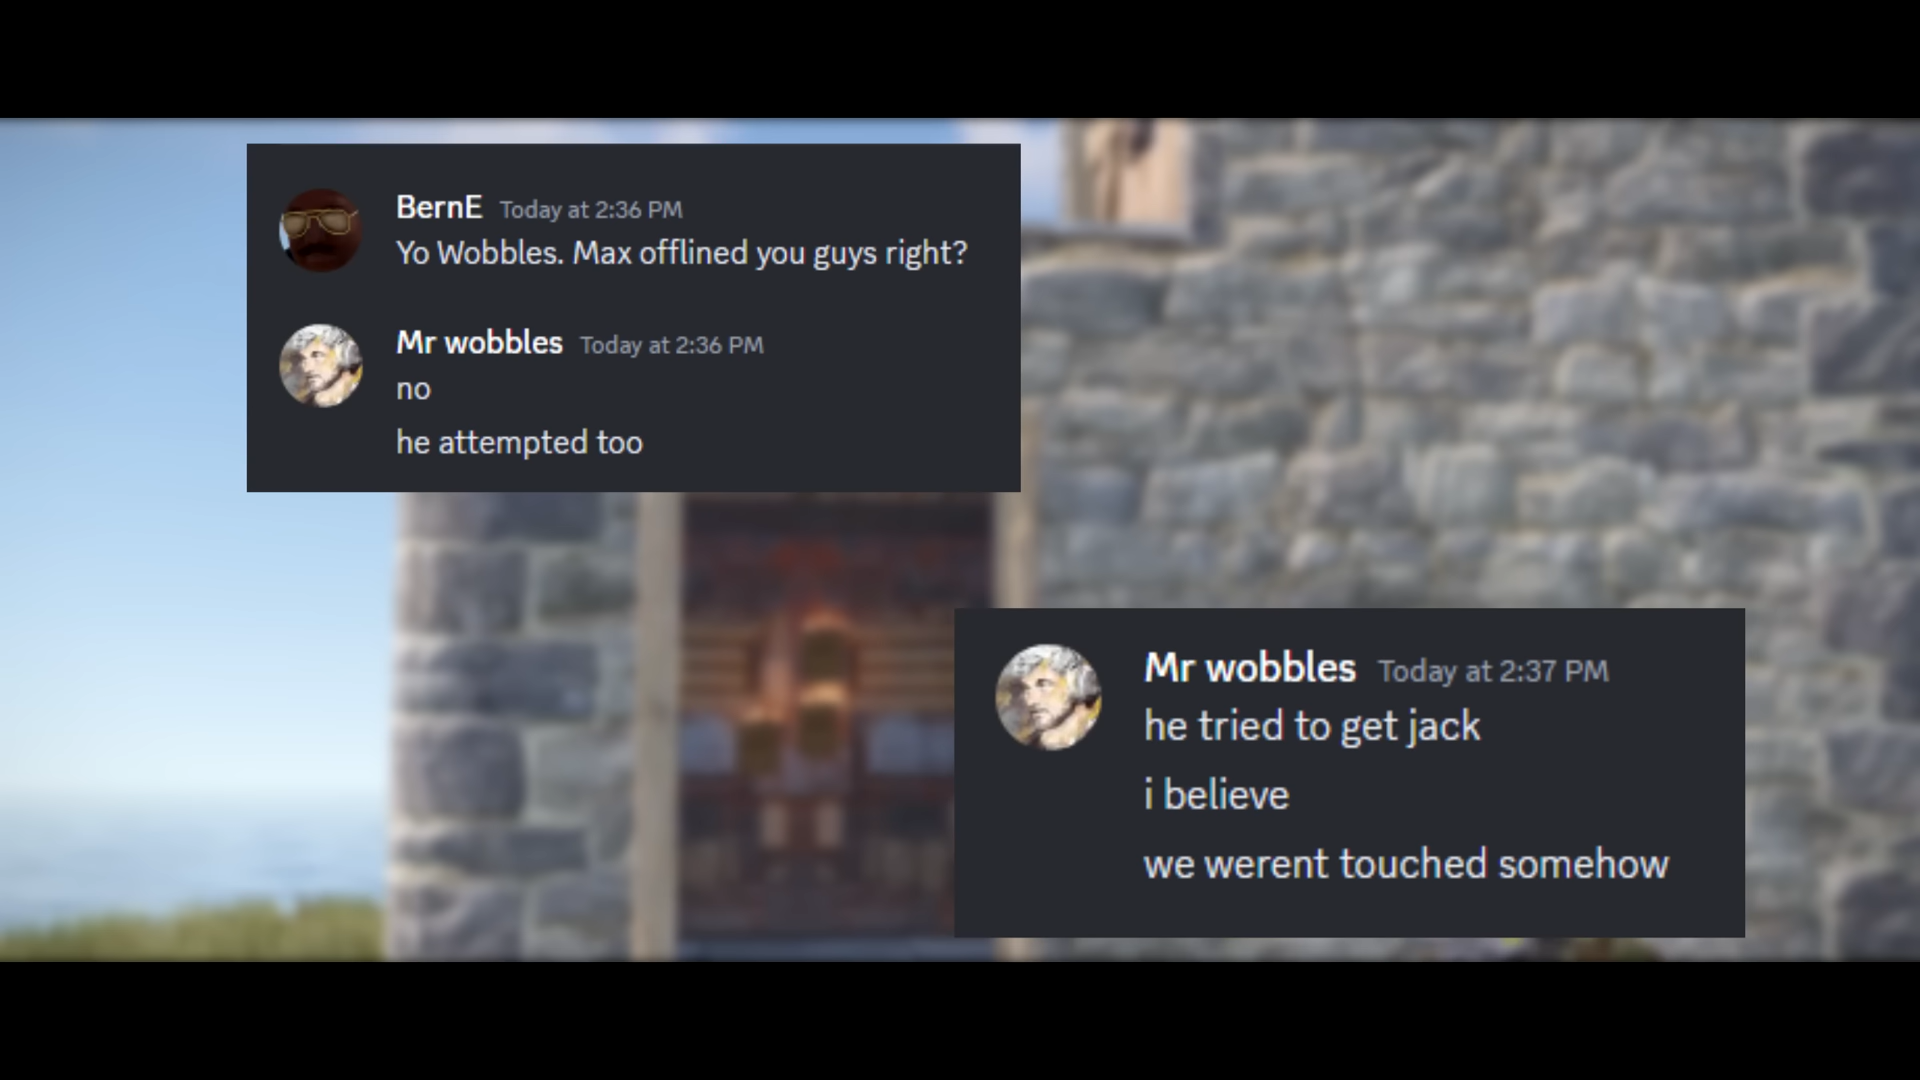 BernE Today at 2:36 PM
Yo Wobbles. Max offlined you guys right?
Mr wobbles Today at 2:36 PM
no
he attempted too
Mr wobbles Today at 2:37 PM
he tried to get jack
i believe
we werent touched somehow